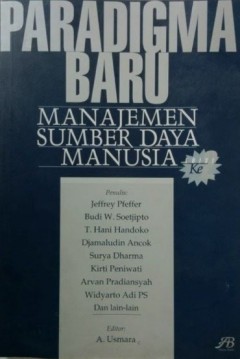 PARADIGMA
BARU
MANAJEMEN
SUMBER DAYA
MANUSIA
Ke
Penulis:
Jeffrey Pfeffer
Budi W. Soetjipto
T. Hani Handoko
Djamaludin Ancok
Surya Dharma
Kirti Peniwati
Arvan Pradiansyah
Widyarto Adi PS
Dan lain-lain
Editor:
A. Usmara